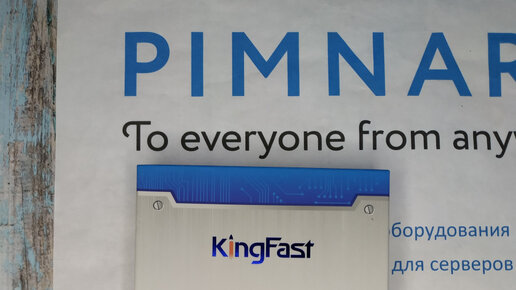 PIMNAR
To everyone from any
KingFast
оборудования
для серверов